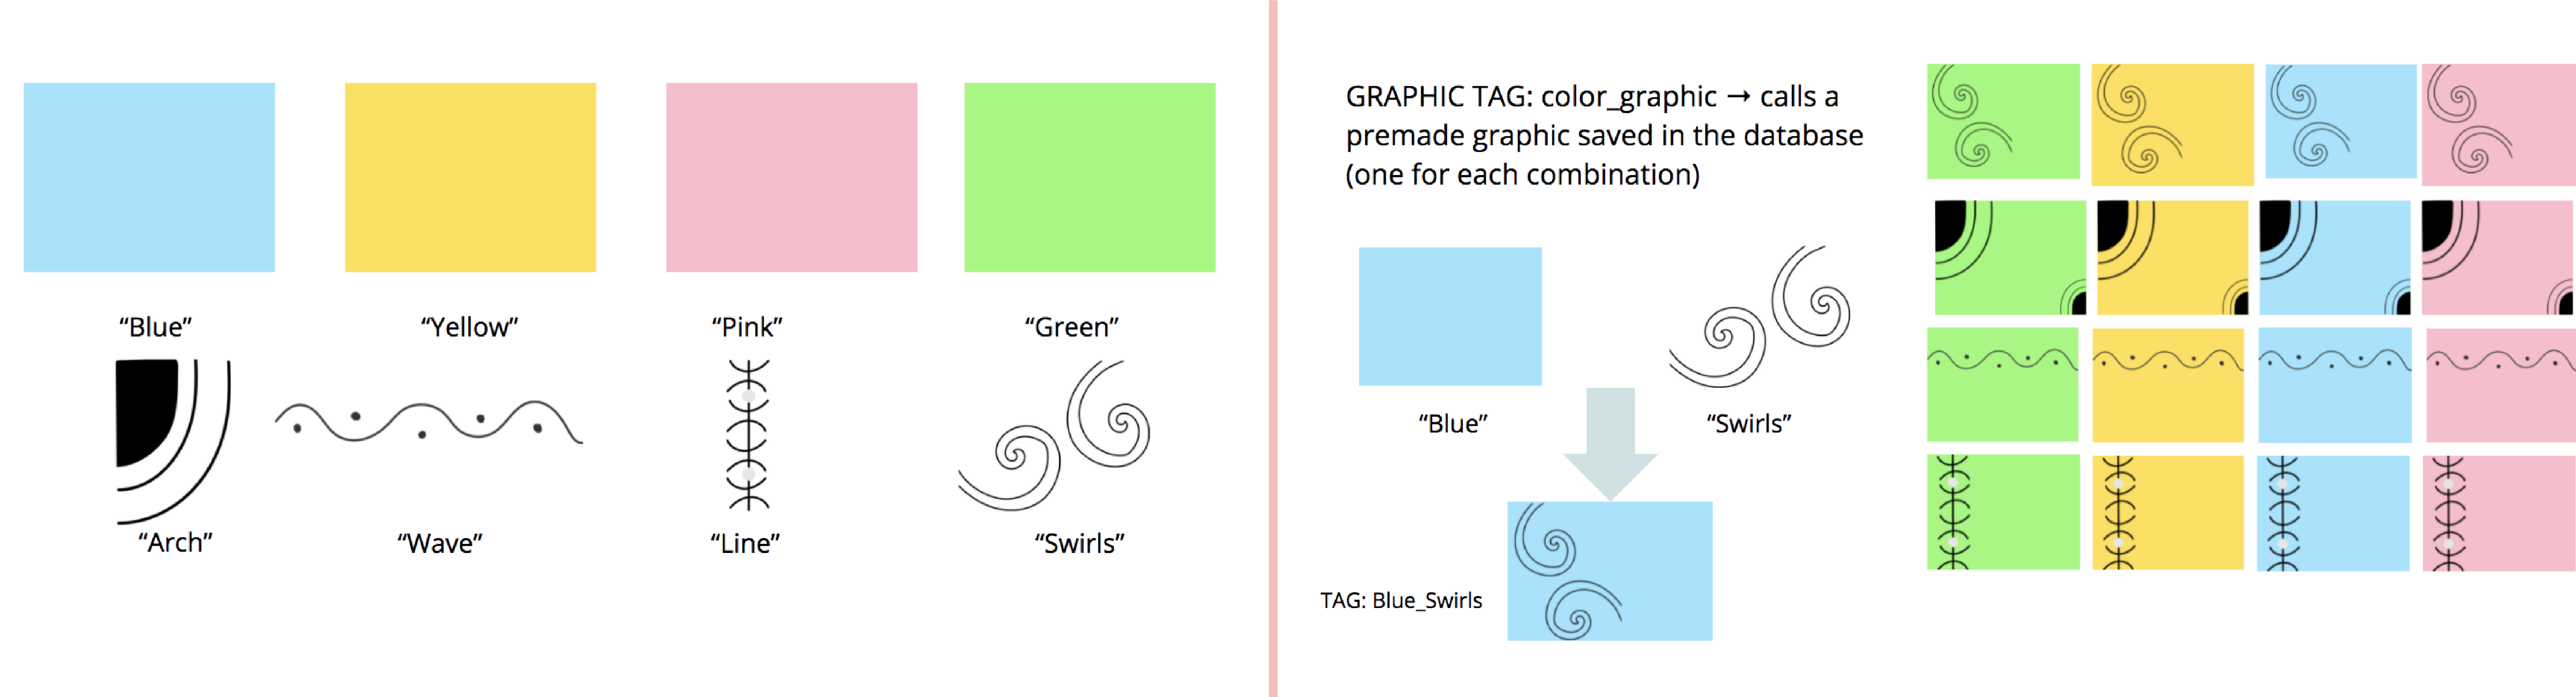 “Blue”
“Yellow”
“Pink”
“Green”
“Arch”
“Wave”
“Line”
“Swirls”
GRAPHIC TAG: color_graphic → calls a
premade graphic saved in the database
(one for each combination)
“Blue”
“Swirls”
TAG: Blue_Swirls